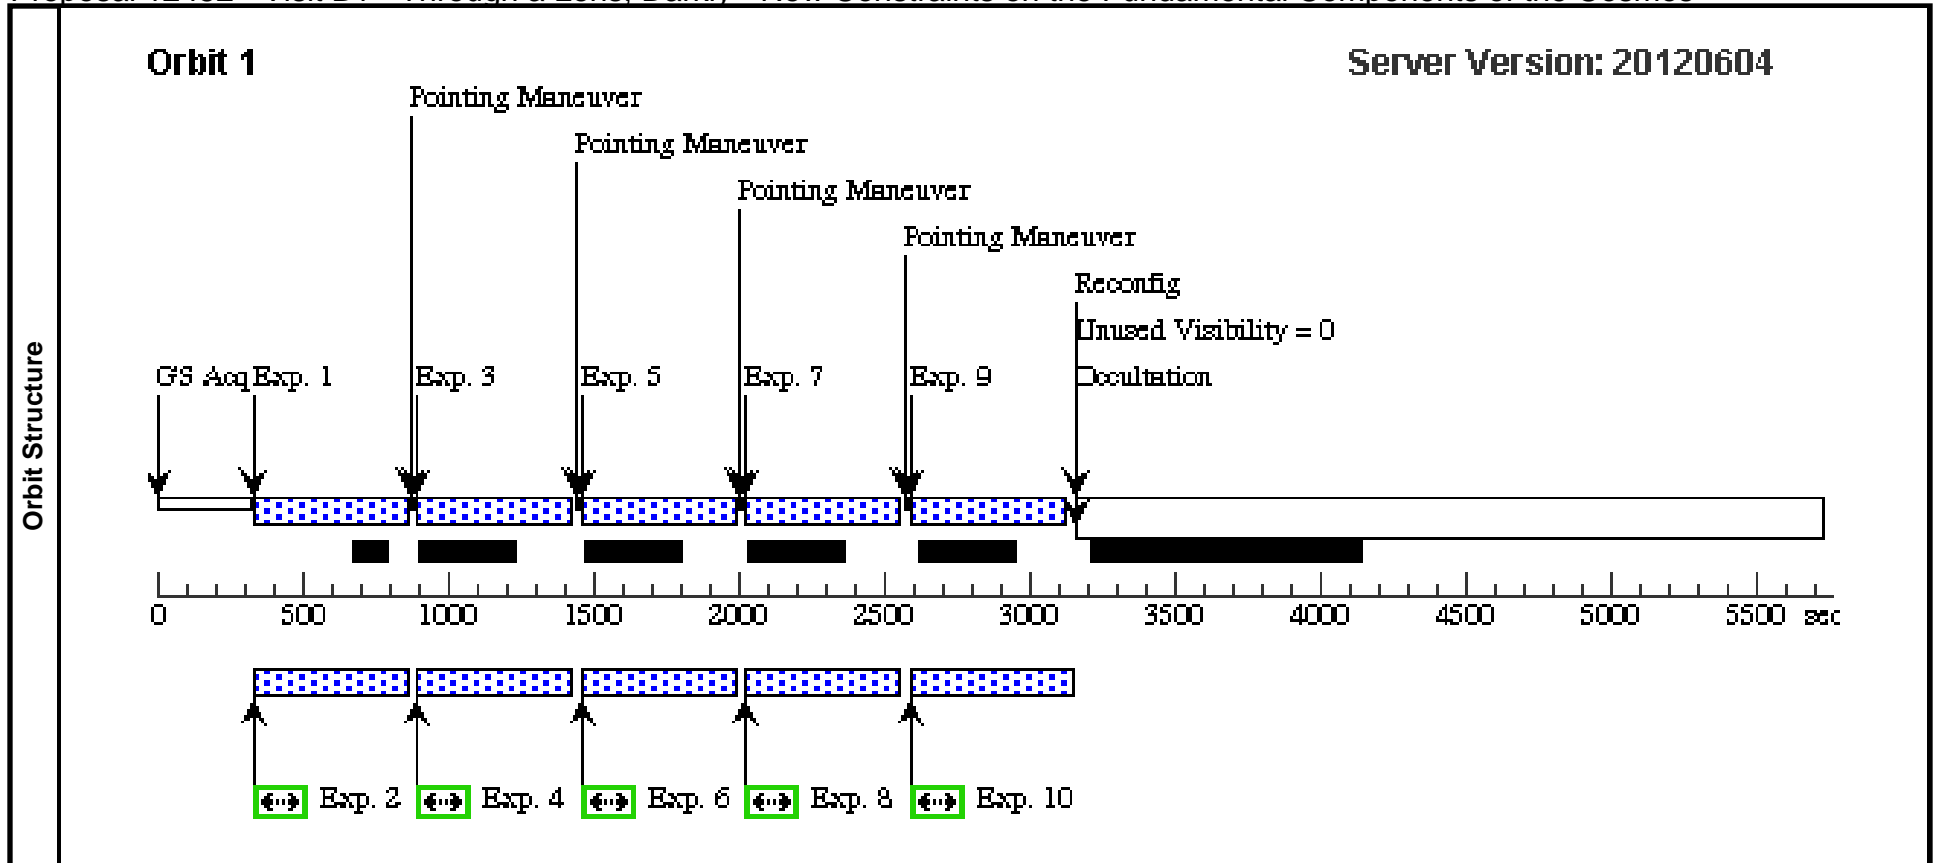 Orbit 1
Server Version: 20120604
Pointing Maneuver
Pointing Maneuver
Pointing Maneuver
Pointing Maneuver
Reconfig
Unused Visibility = 0
GS Acq Exp. 1 Exp. 3 Exp. 5 Exp. 7 Exp. 9 Occultation
Orbit Structure
0 500 1000 1500 2000 2500 3000 3500 4000 4500 5000 5500 sec
Exp. 2 Exp. 4 Exp. 6 Exp. 8 Exp. 10